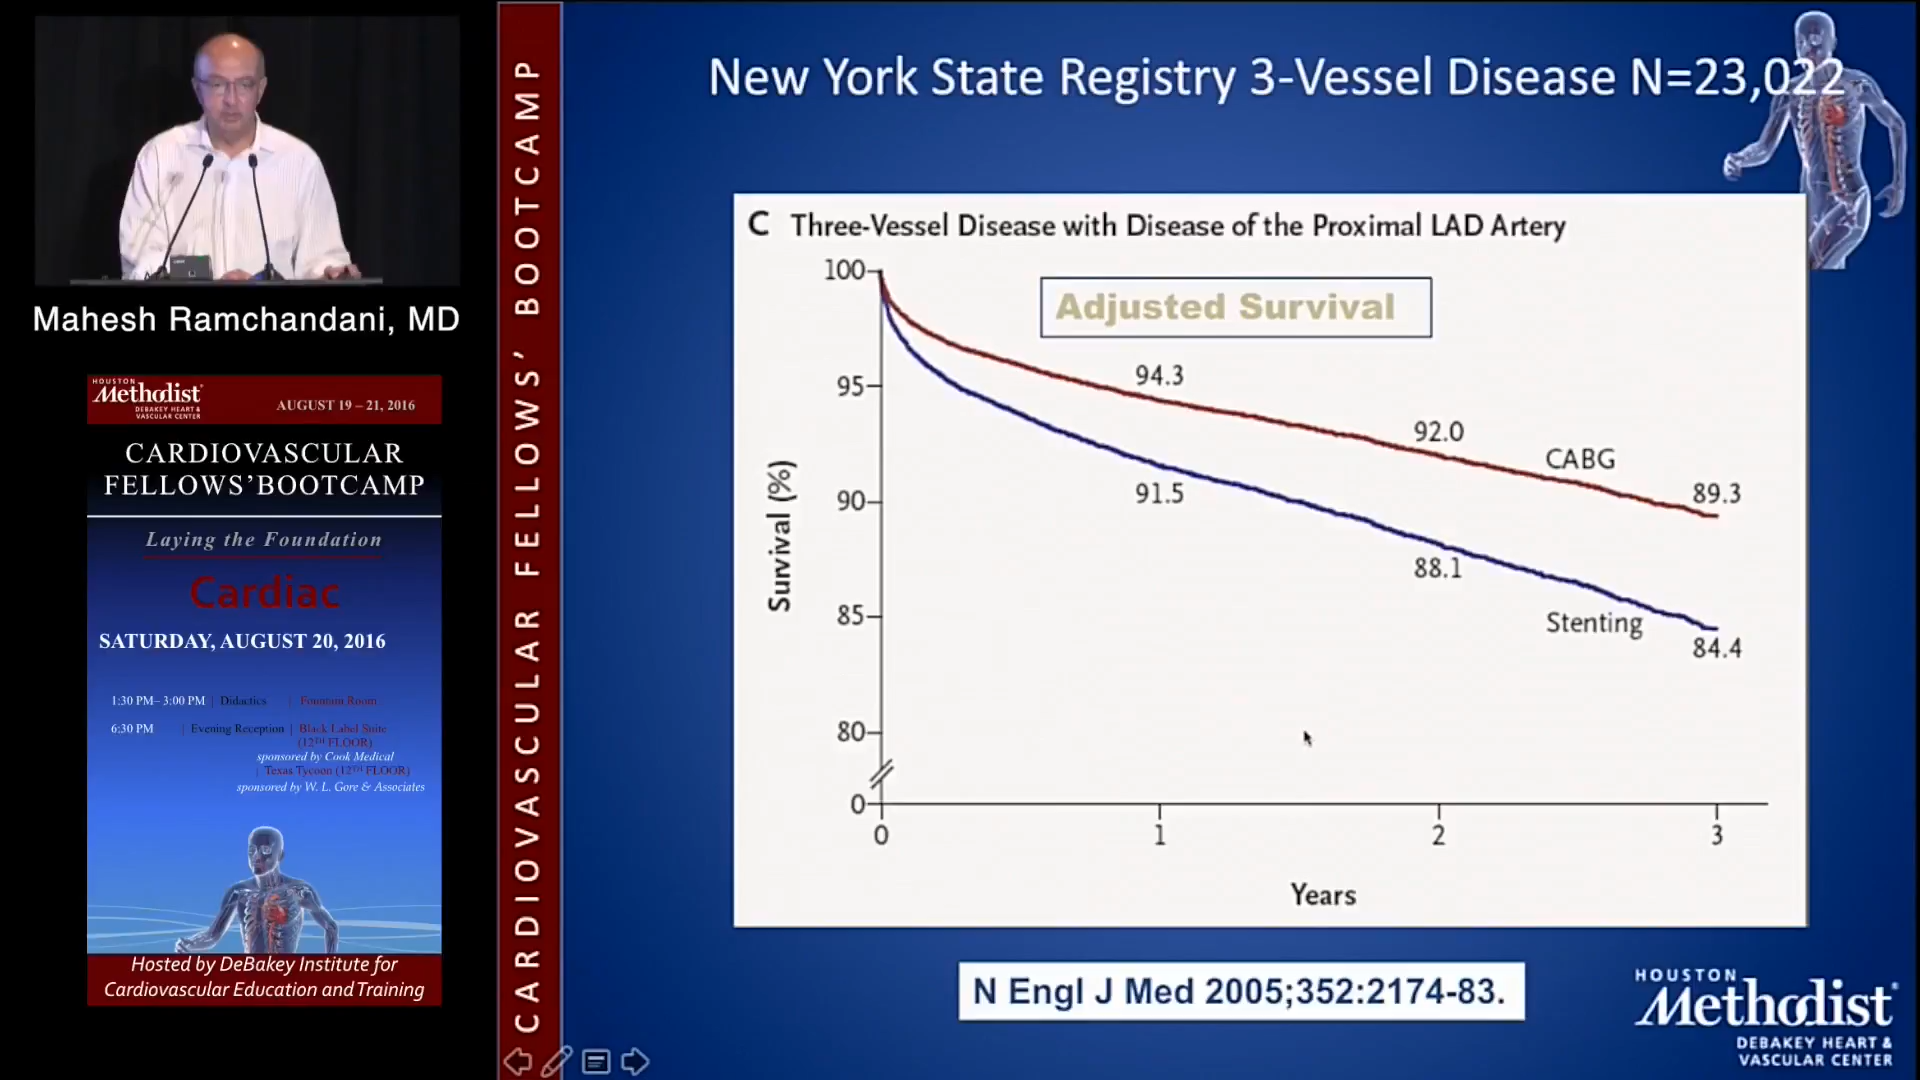 Mahesh Ramchandani, MD
HOUSTON
Methodist
DEBAKEY HEART &
VASCULAR CENTER
AUGUST 19 – 21, 2016
CARDIOVASCULAR
FELLOWS’BOOTCAMP
Laying the Foundation
Cardiac
SATURDAY, AUGUST 20, 2016
1:30 PM– 3:00 PM | Didactics | Fountain Room
6:30 PM | Evening Reception | Black Label Suite
(12TH FLOOR)
sponsored by Cook Medical
| Texas Tycoon (12TH FLOOR)
sponsored by W. L. Gore & Associates
Hosted by DeBakey Institute for
Cardiovascular Education and Training
CARDIOVASCULAR FELLOWS’ BOOTCAMP
New York State Registry 3-Vessel Disease N=23,022
C Three-Vessel Disease with Disease of the Proximal LAD Artery
Adjusted Survival
Survival (%)
100
95
90
85
80
0
94.3
92.0
CABG
89.3
91.5
88.1
Stenting
84.4
0 1 2 3
Years
N Engl J Med 2005;352:2174-83.
HOUSTON
Methodist
DEBAKEY HEART &
VASCULAR CENTER